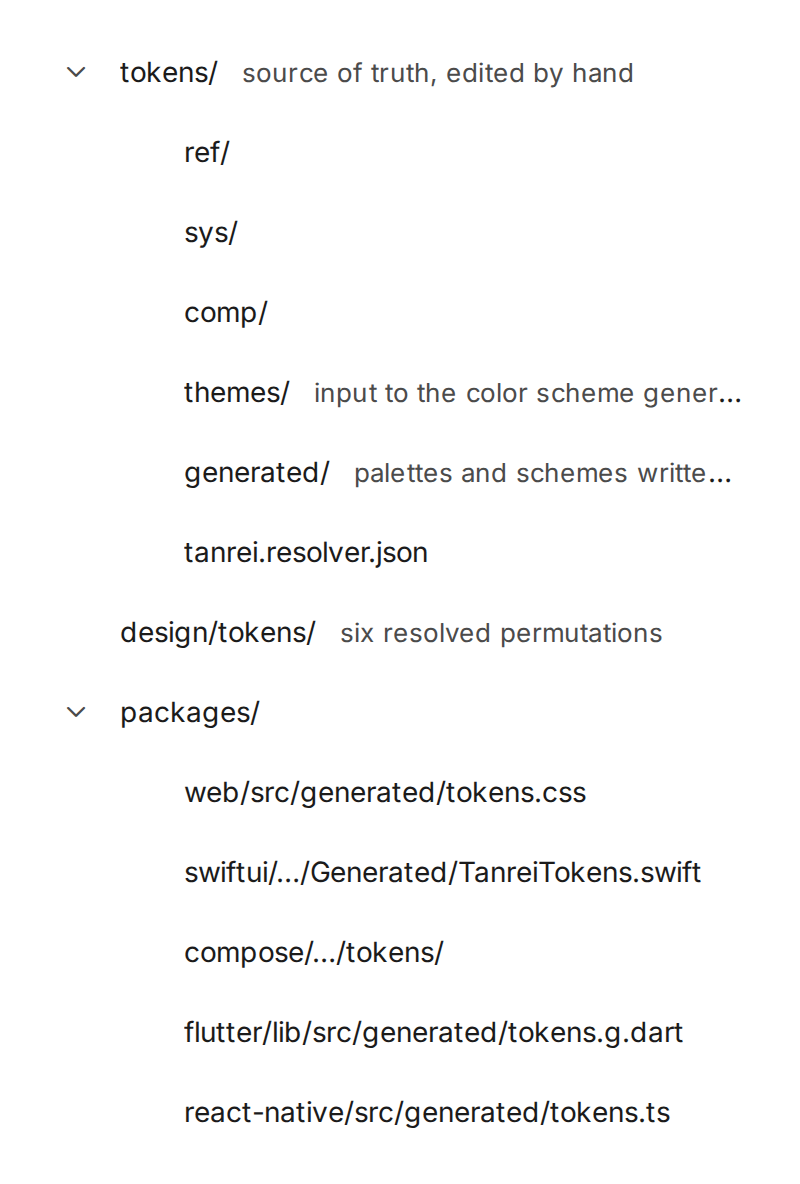 tokens/ source of truth, edited by hand
ref/
sys/
comp/
themes/ input to the color scheme gener...
generated/ palettes and schemes writte...
tanrei.resolver.json
design/tokens/ six resolved permutations
packages/
web/src/generated/tokens.css
swiftui/.../Generated/TanreiTokens.swift
compose/.../tokens/
flutter/lib/src/generated/tokens.g.dart
react-native/src/generated/tokens.ts